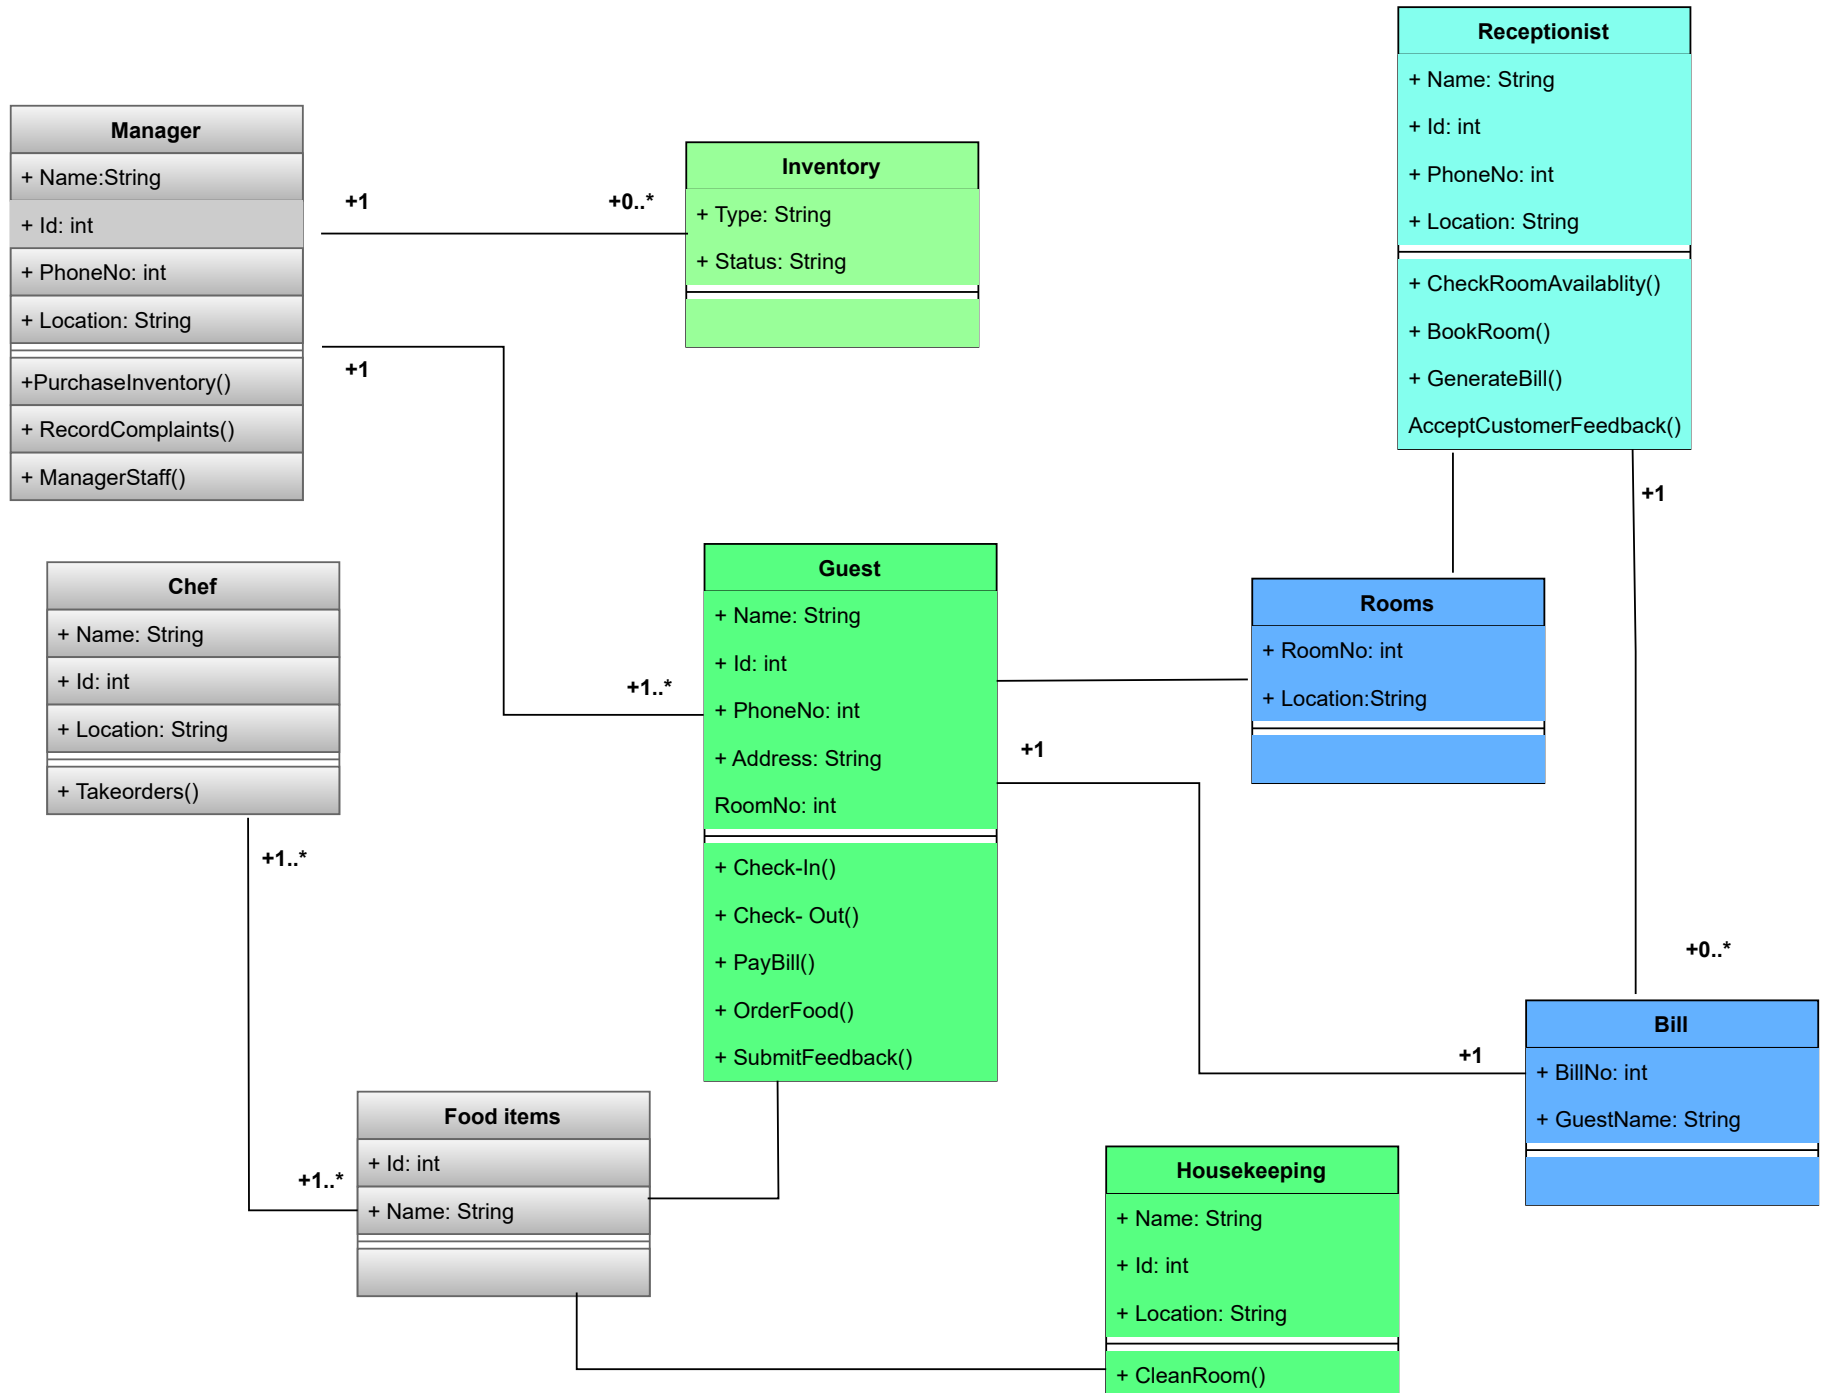 Receptionist
+ Name: String
+ Id: int
+ PhoneNo: int
+ Location: String
+ CheckRoomAvailablity()
+ BookRoom()
+ GenerateBill()
AcceptCustomerFeedback()
Manager
+ Name:String
+ Id: int
+ PhoneNo: int
+ Location: String
+PurchaseInventory()
+ RecordComplaints()
+ ManagerStaff()
+1
+0..*
Inventory
+ Type: String
+ Status: String
+1
+1..*
Chef
+ Name: String
+ Id: int
+ Location: String
+ Takeorders()
+1..*
+1..*
Guest
+ Name: String
+ Id: int
+ PhoneNo: int
+ Address: String
RoomNo: int
+ Check-In()
+ Check- Out()
+ PayBill()
+ OrderFood()
+ SubmitFeedback()
Rooms
+ RoomNo: int
+ Location:String
+1
+1
+1
+0..*
Bill
+ BillNo: int
+ GuestName: String
Food items
+ Id: int
+ Name: String
Housekeeping
+ Name: String
+ Id: int
+ Location: String
+ CleanRoom()